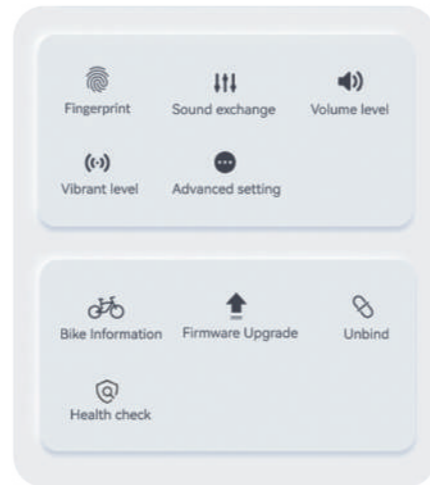 Fingerprint Sound exchange Volume level
Vibrant level Advanced setting
Bike Information Firmware Upgrade Unbind
Health check